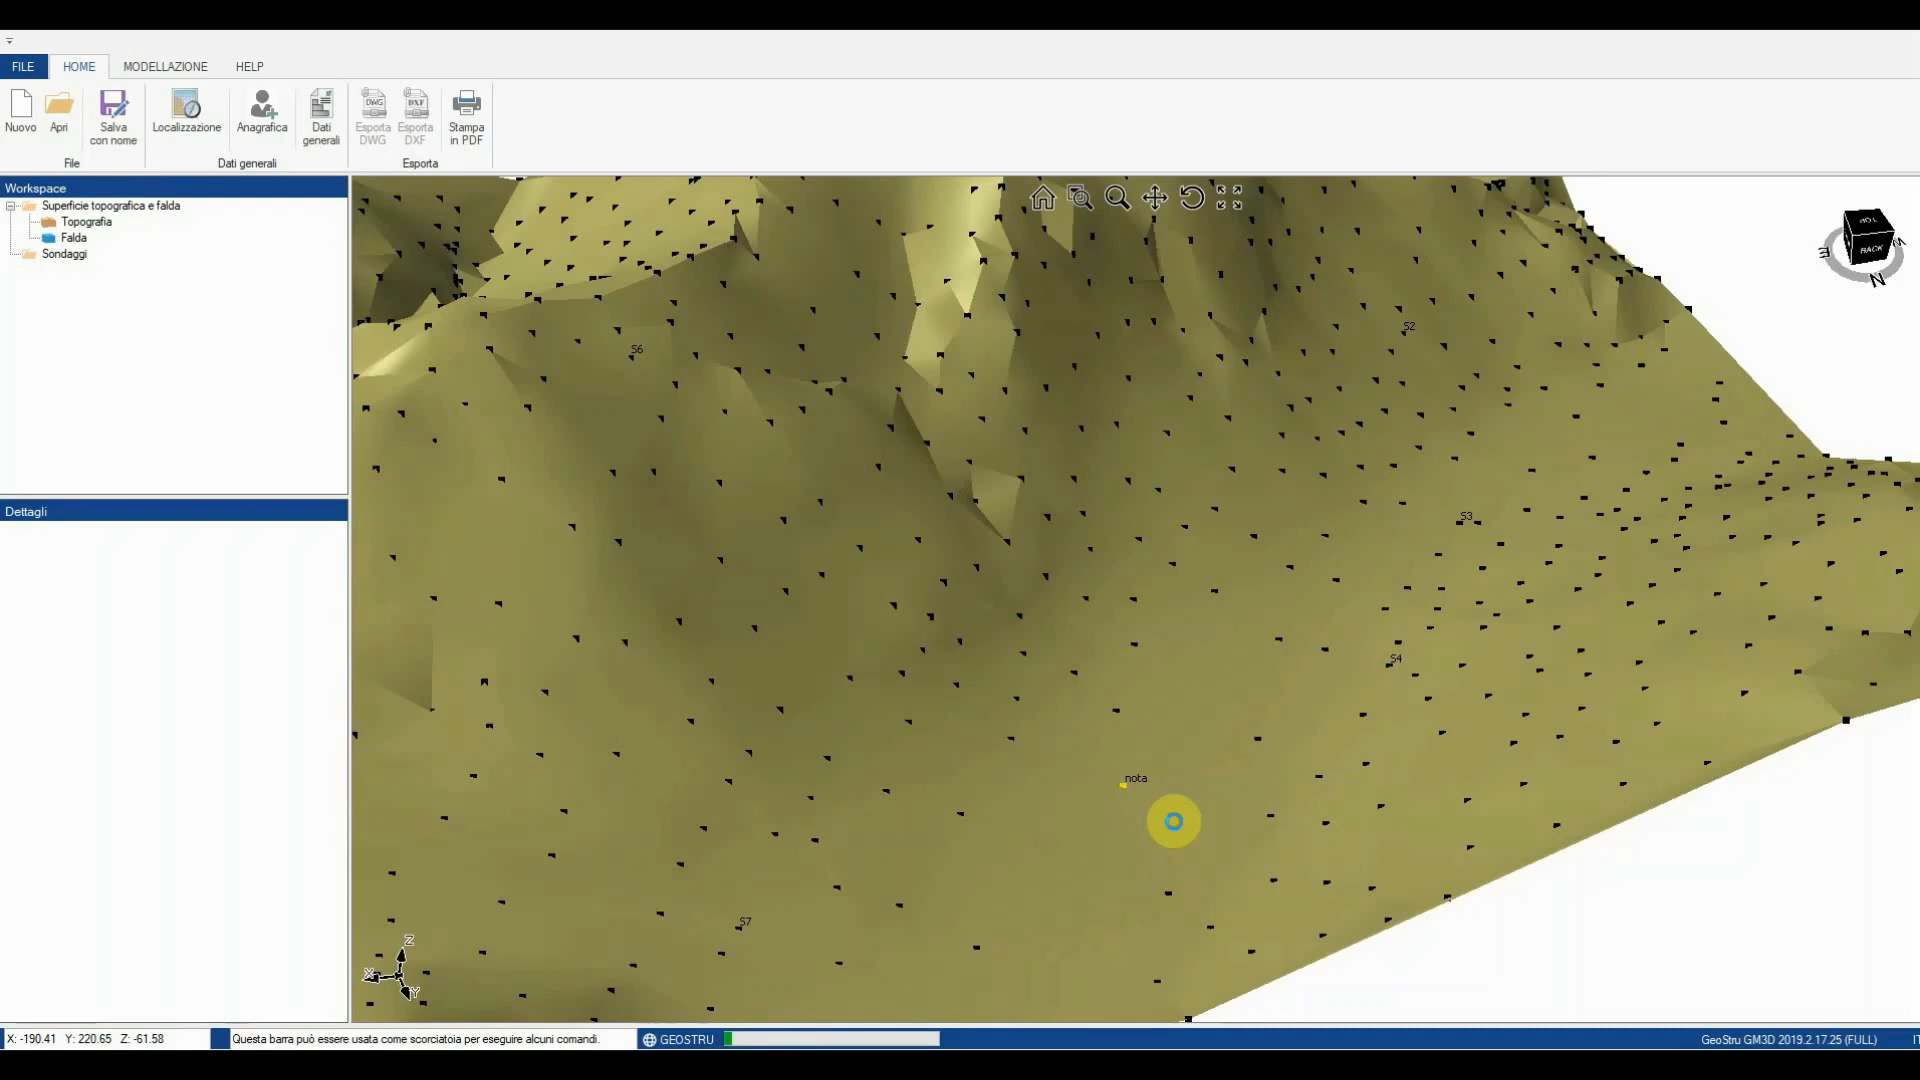 FILE HOME MODELLAZIONE HELP
Nuovo Apri Salva con nome Localizzazione Anagrafica Dati generali Esporta DWG Esporta DXF Stampa in PDF
File Dati generali Esporta
Workspace
Superficie topografica e falda
Topografia
Falda
Sondaggi
Dettagli
TOP
BACK
E
N
W
S2
S6
S3
S4
nota
S7
Z
X
Y
X: -190.41 Y: 220.65 Z: -61.58 Questa barra può essere usata come scorciatoia per eseguire alcuni comandi. GEOSTRU GeoStru GM3D 2019.2.17.25 (FULL)